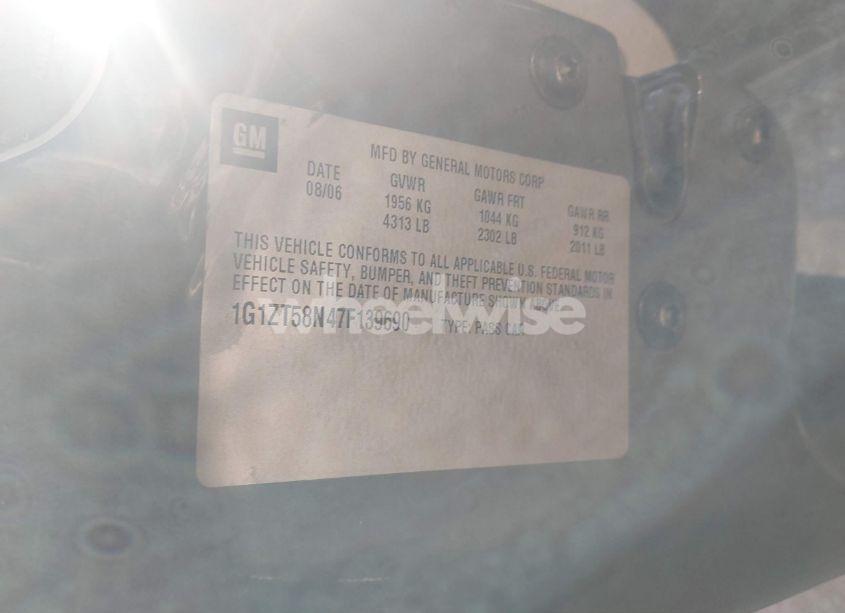 GM
MFD BY GENERAL MOTORS CORP
DATE GVWR GAWR FRT GAWR RR
08/06 1956 KG 1044 KG 912 KG
4313 LB 2302 LB 2011 LB
THIS VEHICLE CONFORMS TO ALL APPLICABLE U.S. FEDERAL MOTOR
VEHICLE SAFETY, BUMPER, AND THEFT PREVENTION STANDARDS IN
EFFECT ON THE DATE OF MANUFACTURE SHOWN ABOVE.
1G1ZT58N47F139690 TYPE: PASS CAR
wheelwise